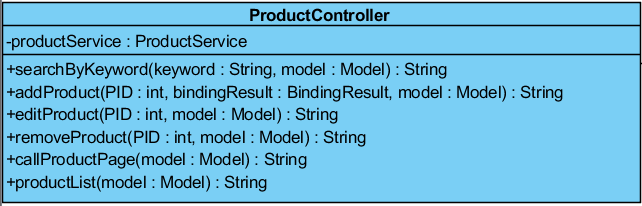 ProductController
-productService : ProductService
+searchByKeyword(keyword : String, model : Model) : String
+addProduct(PID : int, bindingResult : BindingResult, model : Model) : String
+editProduct(PID : int, model : Model) : String
+removeProduct(PID : int, model : Model) : String
+callProductPage(model : Model) : String
+productList(model : Model) : String